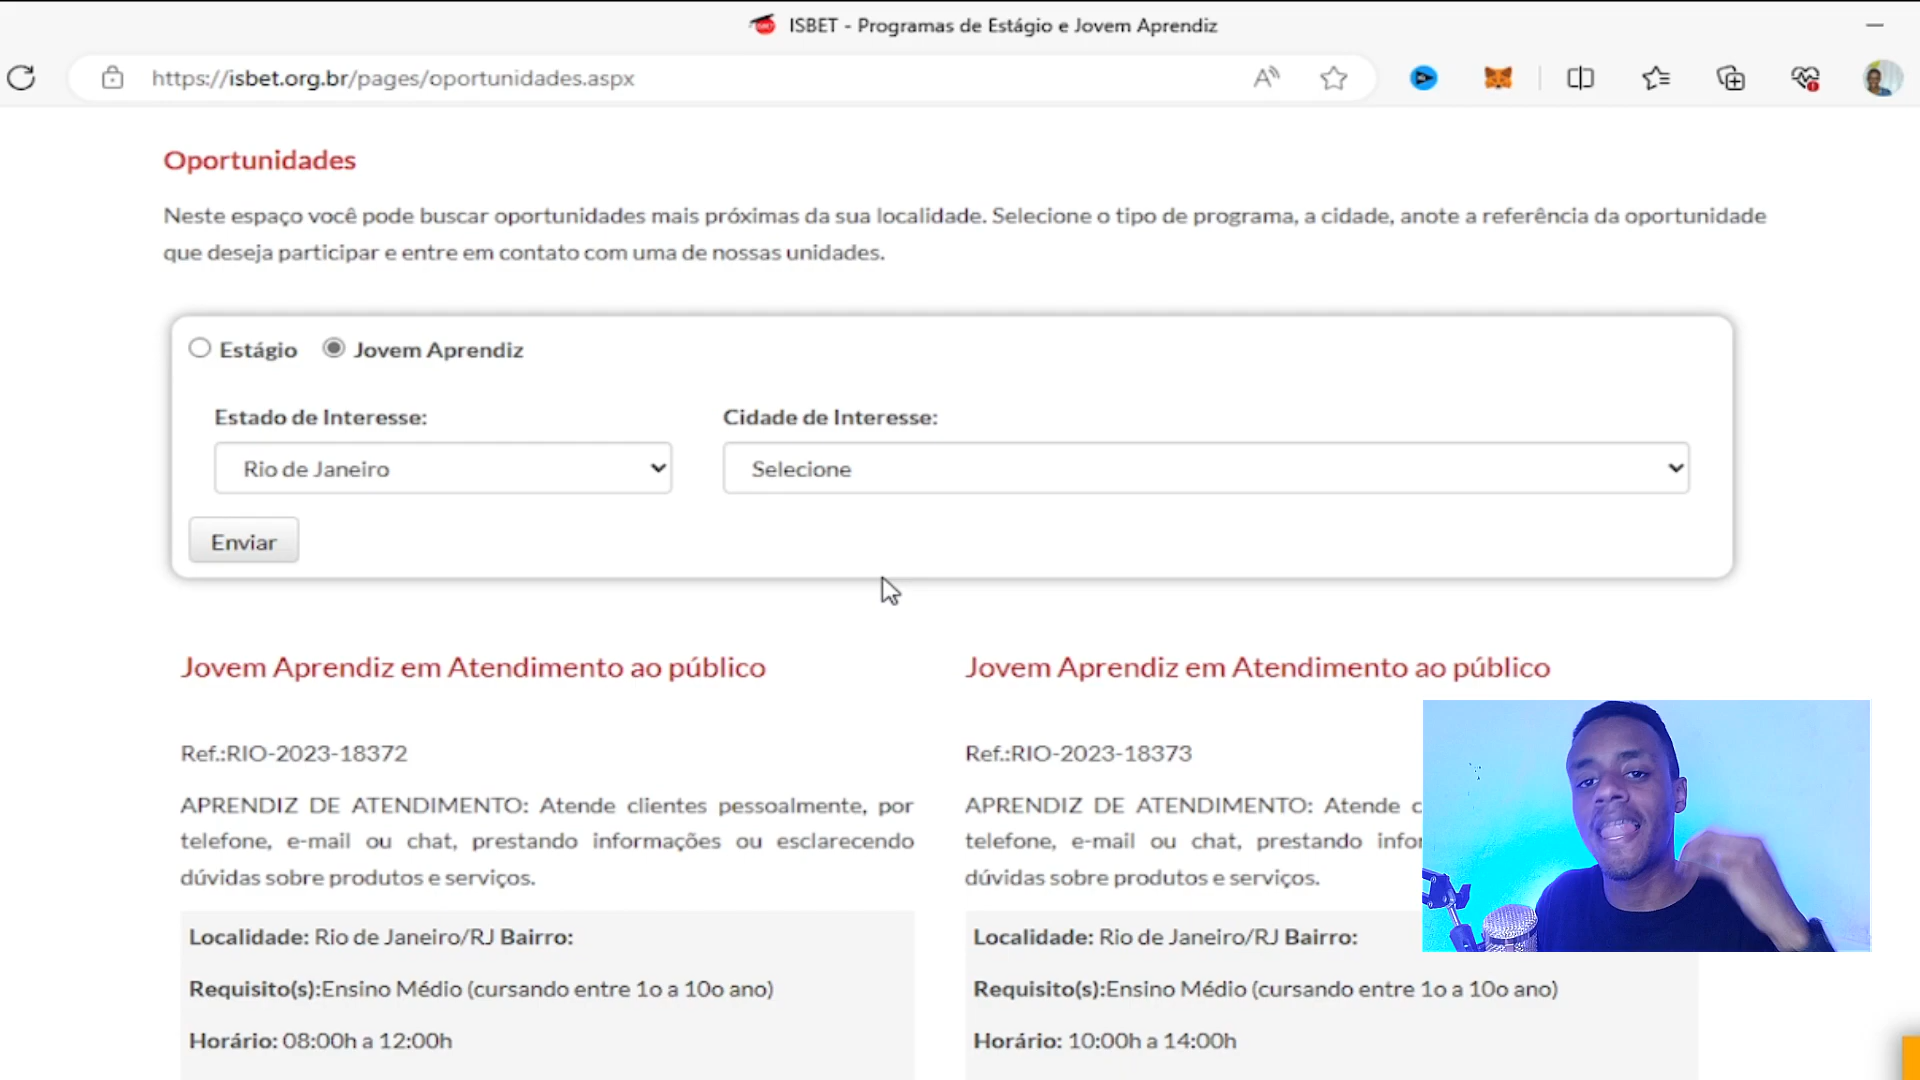 ISBET - Programas de Estágio e Jovem Aprendiz
https://isbet.org.br/pages/oportunidades.aspx
Oportunidades
Neste espaço você pode buscar oportunidades mais próximas da sua localidade. Selecione o tipo de programa, a cidade, anote a referência da oportunidade
que deseja participar e entre em contato com uma de nossas unidades.
Estágio Jovem Aprendiz
Estado de Interesse: Cidade de Interesse:
Rio de Janeiro Selecione
Enviar
Jovem Aprendiz em Atendimento ao público
Ref.:RIO-2023-18372
APRENDIZ DE ATENDIMENTO: Atende clientes pessoalmente, por
telefone, e-mail ou chat, prestando informações ou esclarecendo
dúvidas sobre produtos e serviços.
Localidade: Rio de Janeiro/RJ Bairro:
Requisito(s):Ensino Médio (cursando entre 1o a 10o ano)
Horário: 08:00h a 12:00h
Jovem Aprendiz em Atendimento ao público
Ref.:RIO-2023-18373
APRENDIZ DE ATENDIMENTO: Atende
telefone, e-mail ou chat, prestando
dúvidas sobre produtos e serviços.
Localidade: Rio de Janeiro/RJ Bairro:
Requisito(s):Ensino Médio (cursando entre 1o a 10o ano)
Horário: 10:00h a 14:00h